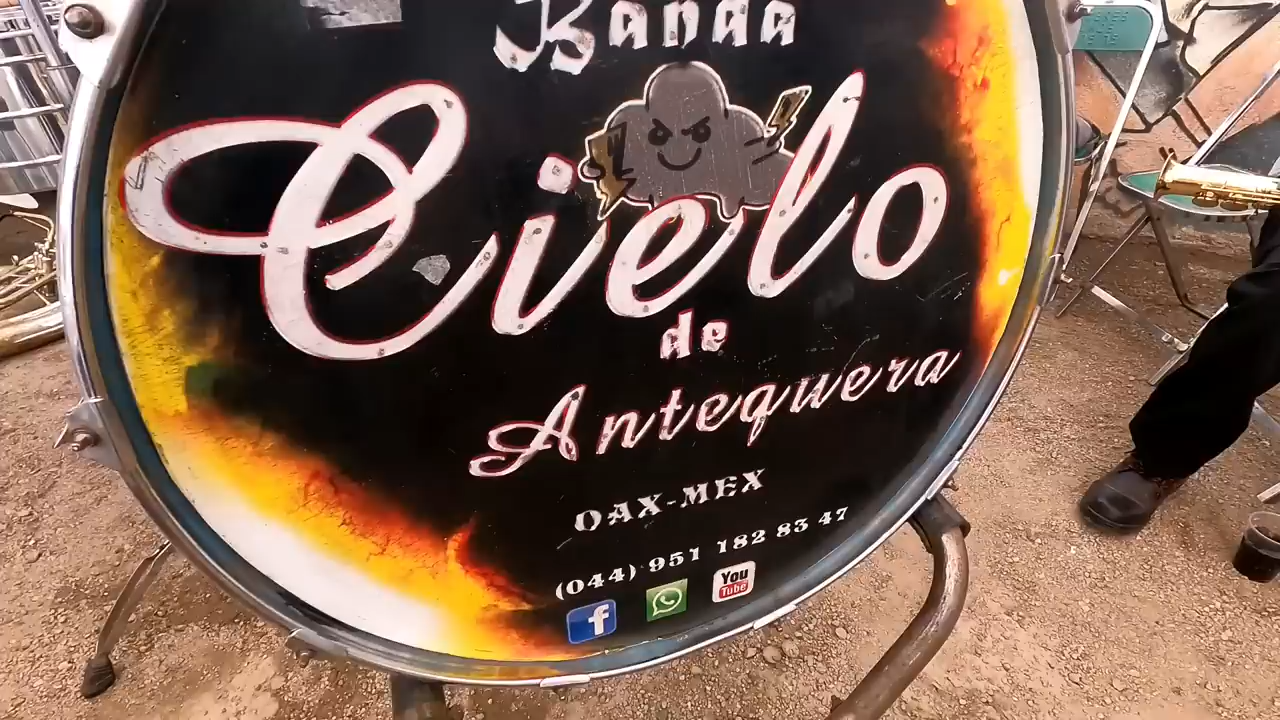 Banda
Cielo
de
Antequera
OAX-MEX
(044) 951 182 83 47
f
You
Tube